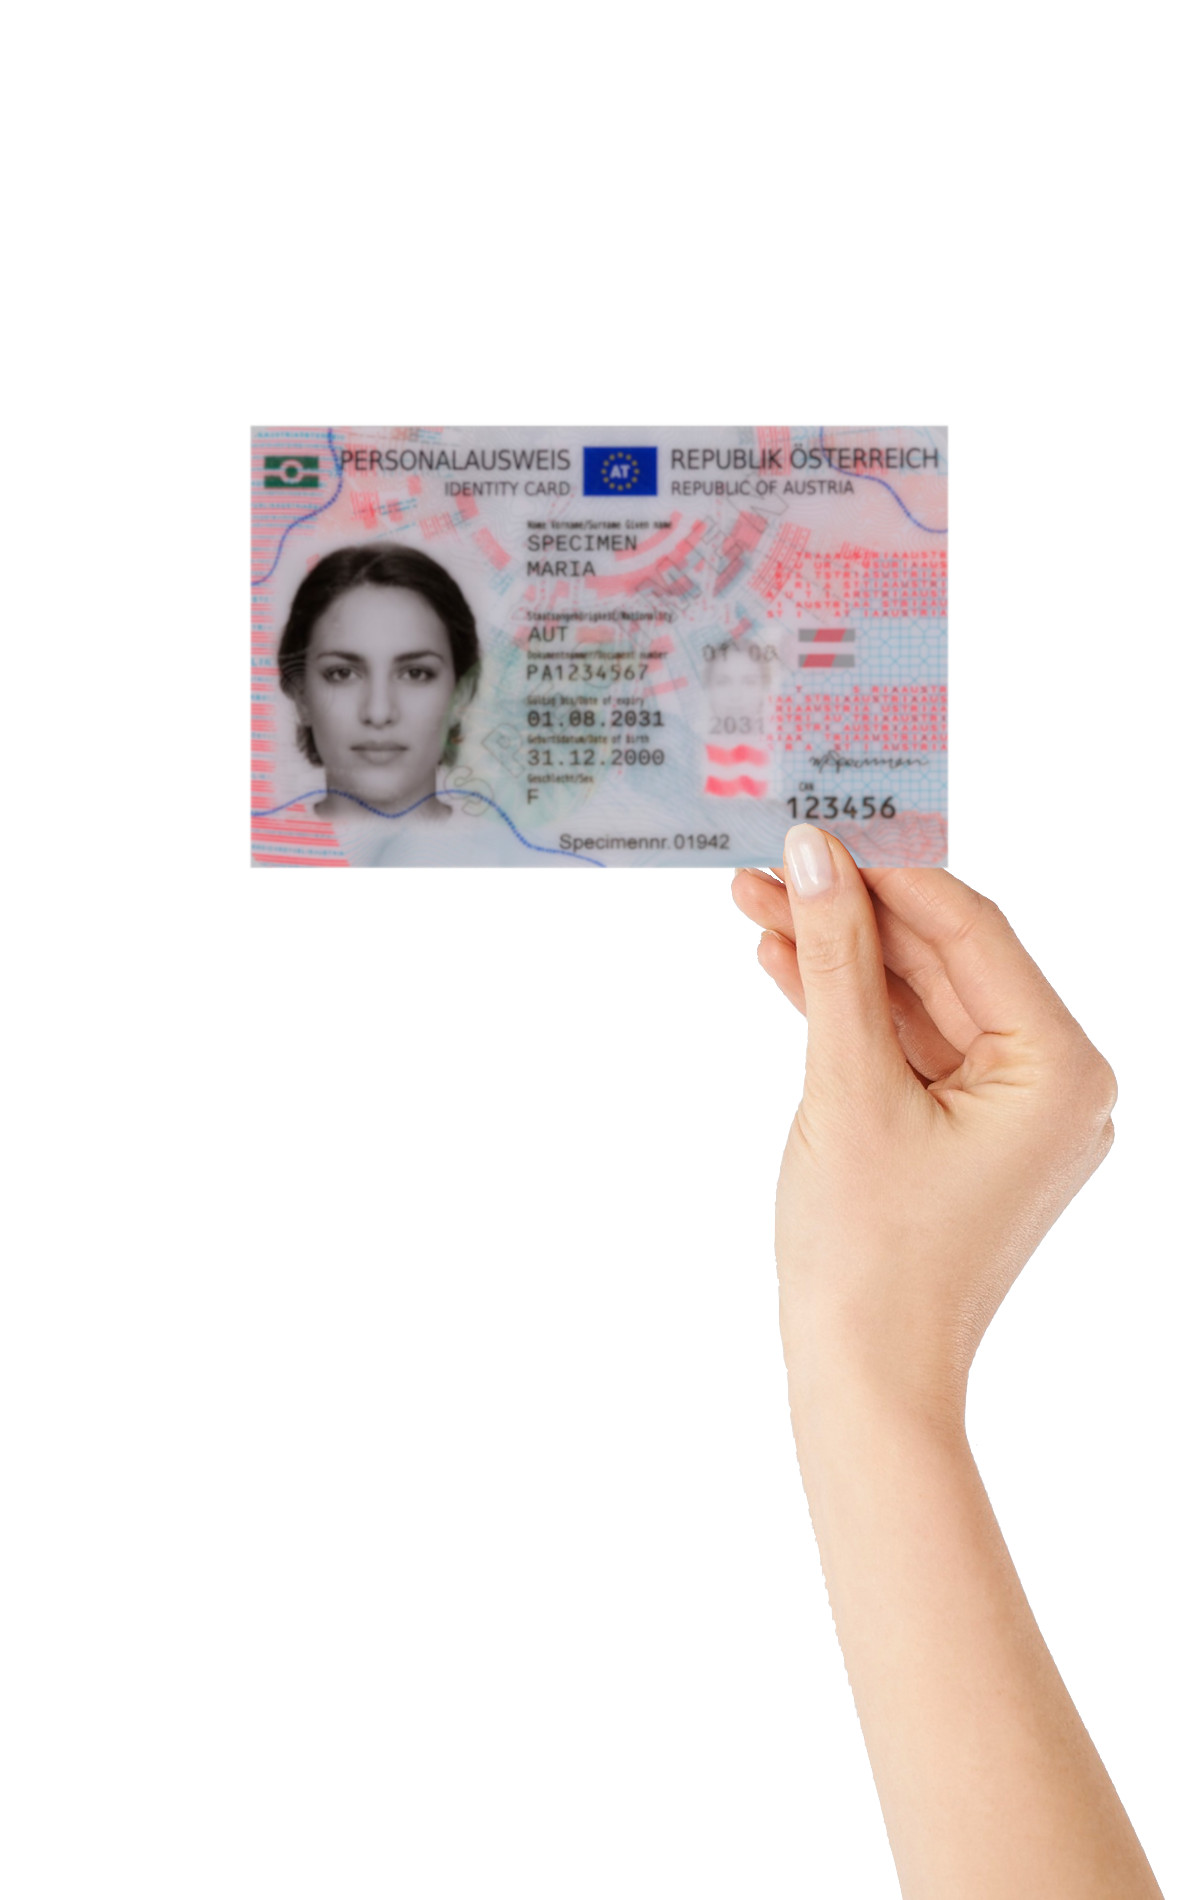 PERSONALAUSWEIS
IDENTITY CARD
AT
REPUBLIK ÖSTERREICH
REPUBLIC OF AUSTRIA
Name Vorname/Surname Given name
SPECIMEN
MARIA
Staatsangehörigkeit/Nationality
AUT
Dokumentnummer/Document number
PA1234567
Gültig bis/Date of expiry
01.08.2031
Geburtsdatum/Date of Birth
31.12.2000
Geschlecht/Sex
F
01 08
2031
Specimen
CAN
123456
Specimennr. 01942